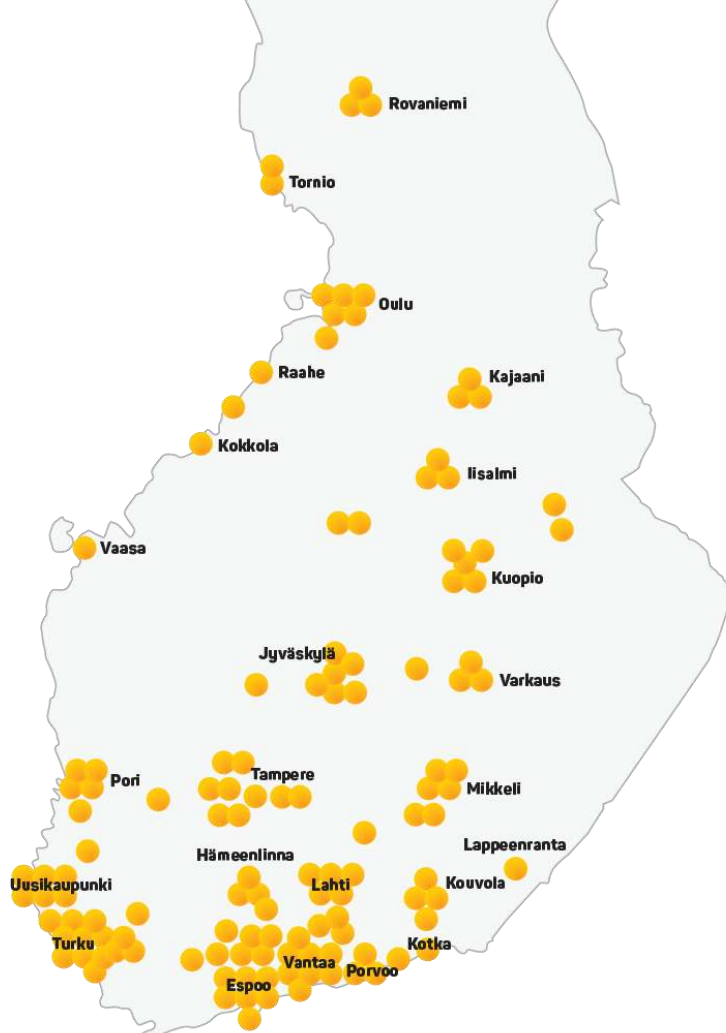 Rovaniemi
Tornio
Oulu
Raahe
Kajaani
Kokkola
Iisalmi
Vaasa
Kuopio
Jyväskylä
Varkaus
Tampere
Pori
Mikkeli
Lappeenranta
Hämeenlinna
Uusikaupunki
Lahti
Kouvola
Turku
Kotka
Vantaa
Porvoo
Espoo